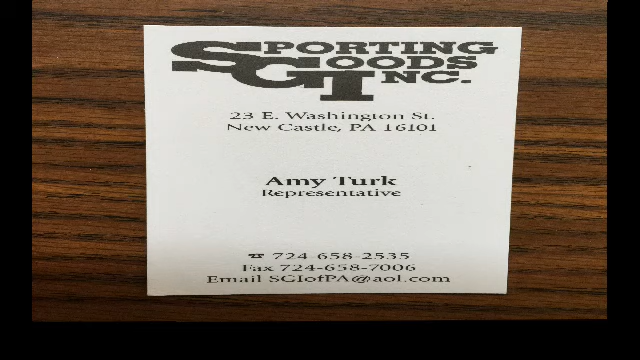 SPORTING
GOODS
INC.
23 E. Washington St.
New Castle, PA 16101
Amy Turk
Representative
☎ 724-658-2535
Fax 724-658-7006
Email SGIofPA@aol.com